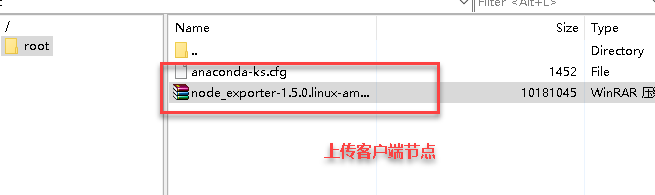 Filter <Alt+L>
/
root
Name Size Type
.. Directory
anaconda-ks.cfg 1452 File
node_exporter-1.5.0.linux-am... 10181045 WinRAR 压
上传客户端节点